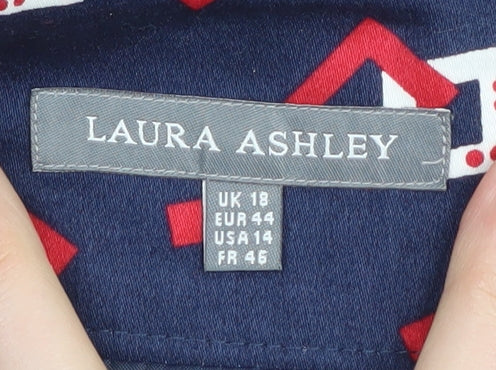 LAURA ASHLEY
UK 18
EUR 44
USA 14
FR 46